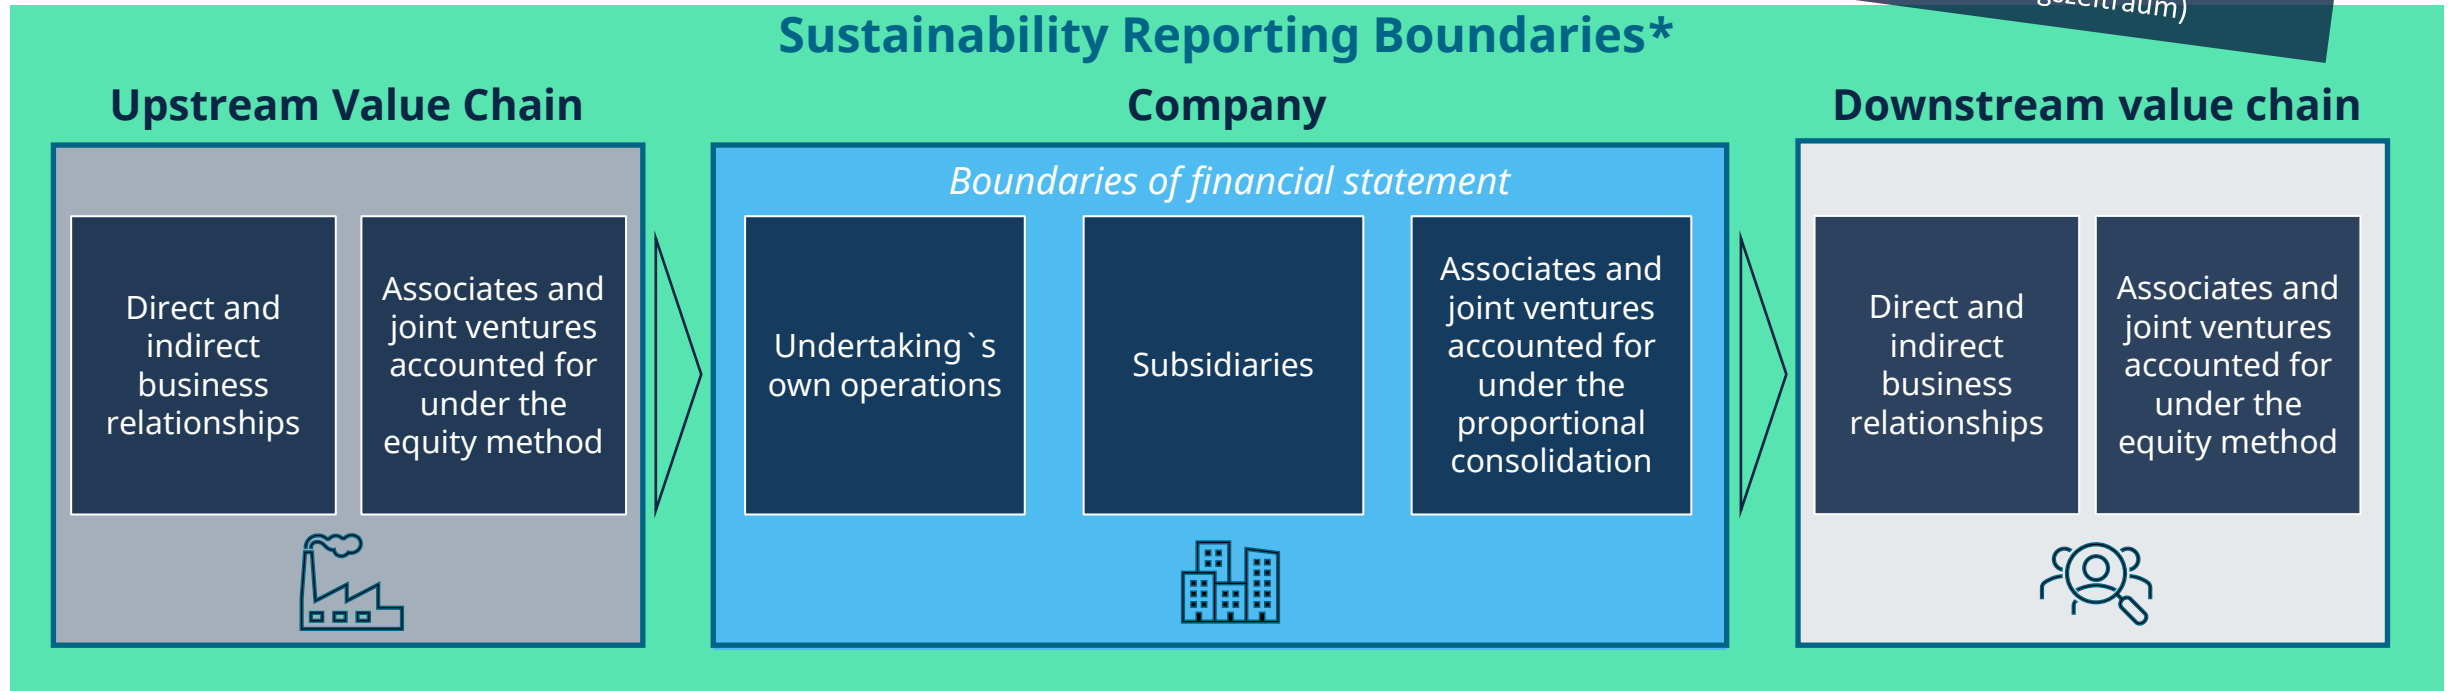 Sustainability Reporting Boundaries*
Upstream Value Chain
Direct and
indirect
business
relationships
Associates and
joint ventures
accounted for
under the
equity method
Company
Boundaries of financial statement
Undertaking`s
own operations
Subsidiaries
Associates and
joint ventures
accounted for
under the
proportional
consolidation
Downstream value chain
Direct and
indirect
business
relationships
Associates and
joint ventures
accounted for
under the
equity method